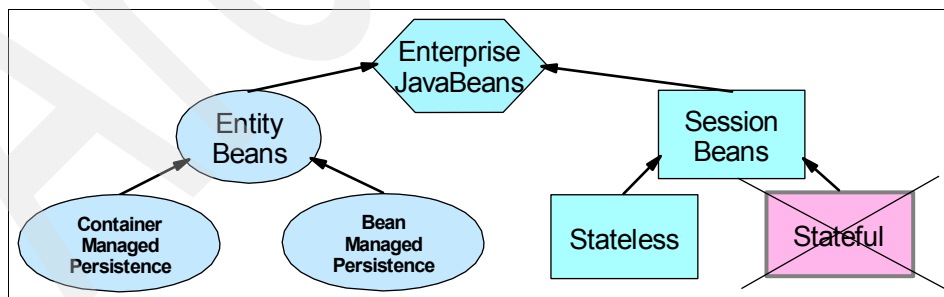 Enterprise
JavaBeans
Entity
Beans
Session
Beans
Container
Managed
Persistence
Bean
Managed
Persistence
Stateless
Stateful